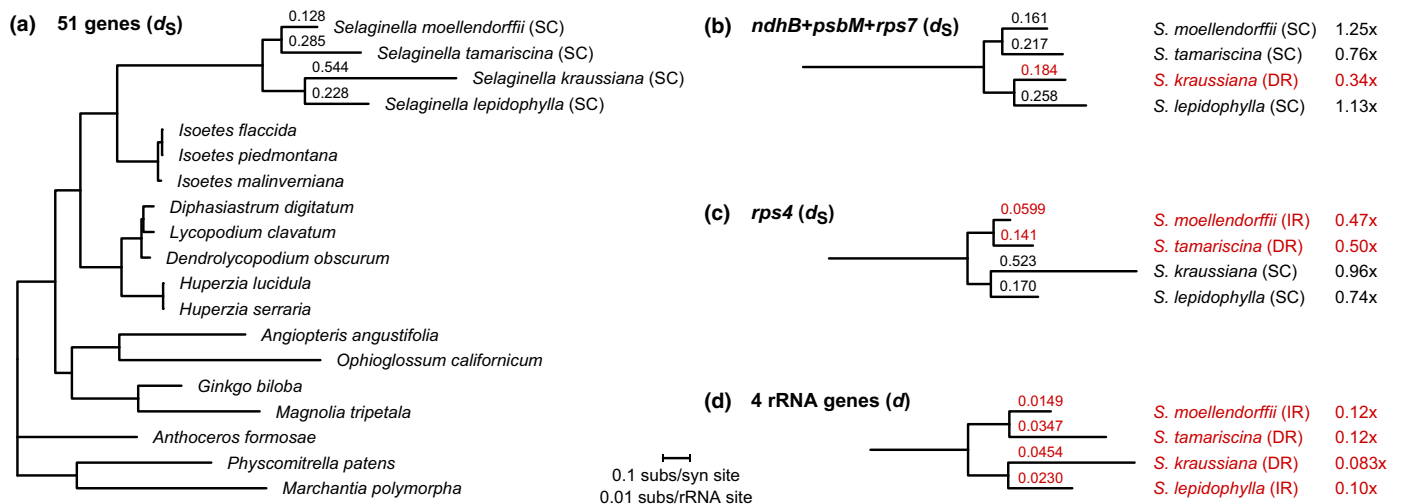 (a) 51 genes (dS)
0.128
Selaginella moellendorffii (SC)
0.285
Selaginella tamariscina (SC)
0.544
Selaginella kraussiana (SC)
0.228
Selaginella lepidophylla (SC)
Isoetes flaccida
Isoetes piedmontana
Isoetes malinverniana
Diphasiastrum digitatum
Lycopodium clavatum
Dendrolycopodium obscurum
Huperzia lucidula
Huperzia serraria
Angiopteris angustifolia
Ophioglossum californicum
Ginkgo biloba
Magnolia tripetala
Anthoceros formosae
Physcomitrella patens
Marchantia polymorpha
0.1 subs/syn site
0.01 subs/rRNA site
(b) ndhB+psbM+rps7 (dS)
0.161
S. moellendorffii (SC) 1.25x
0.217
S. tamariscina (SC) 0.76x
0.184
S. kraussiana (DR) 0.34x
0.258
S. lepidophylla (SC) 1.13x
(c) rps4 (dS)
0.0599
S. moellendorffii (IR) 0.47x
0.141
S. tamariscina (DR) 0.50x
0.523
S. kraussiana (SC) 0.96x
0.170
S. lepidophylla (SC) 0.74x
(d) 4 rRNA genes (d)
0.0149
S. moellendorffii (IR) 0.12x
0.0347
S. tamariscina (DR) 0.12x
0.0454
S. kraussiana (DR) 0.083x
0.0230
S. lepidophylla (IR) 0.10x